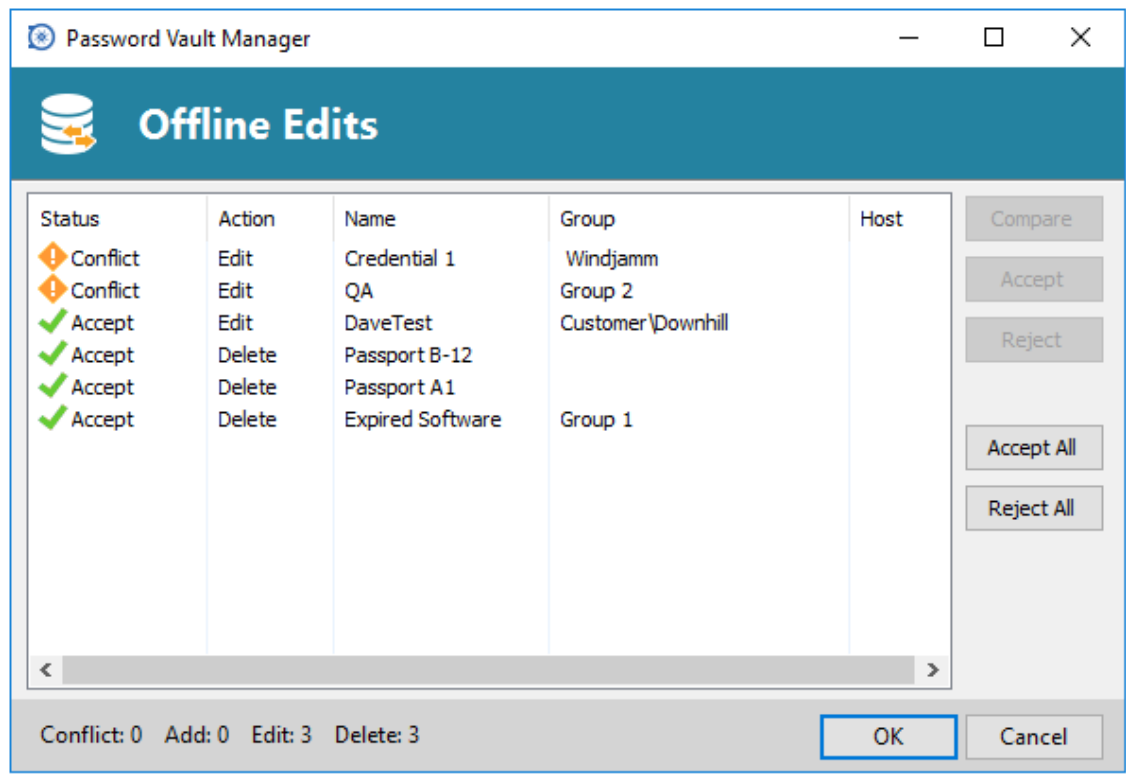 Password Vault Manager
Offline Edits
Status Action Name Group Host
Conflict Edit Credential 1 Windjamm
Conflict Edit QA Group 2
Accept Edit DaveTest Customer\Downhill
Accept Delete Passport B-12
Accept Delete Passport A1
Accept Delete Expired Software Group 1
Compare
Accept
Reject
Accept All
Reject All
Conflict: 0 Add: 0 Edit: 3 Delete: 3
OK Cancel